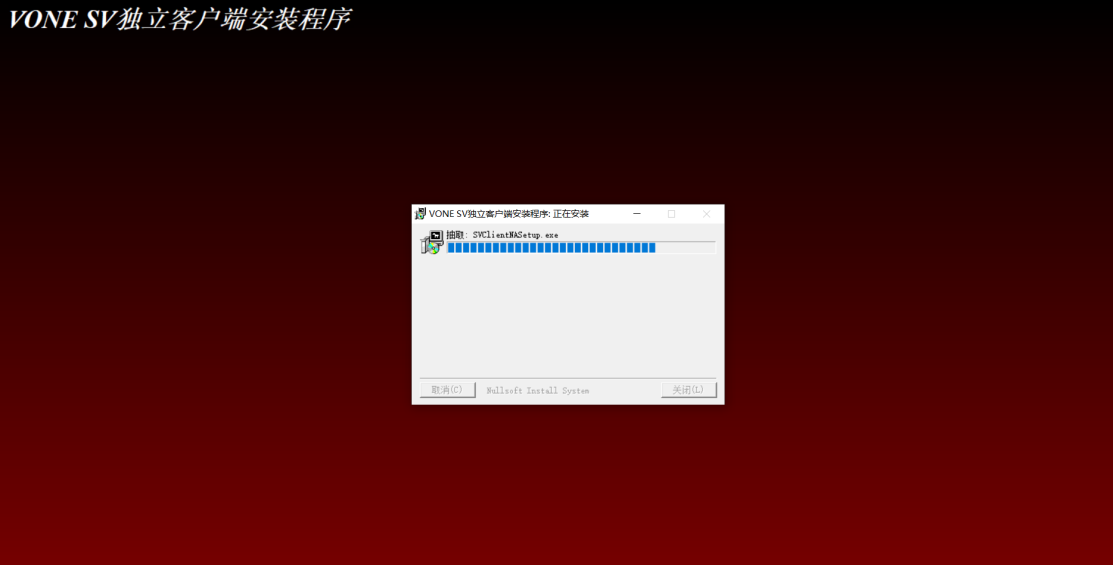 VONE SV独立客户端安装程序
VONE SV独立客户端安装程序: 正在安装
抽取: SVClientNASetup.exe
取消(C)
Nullsoft Install System
关闭(L)